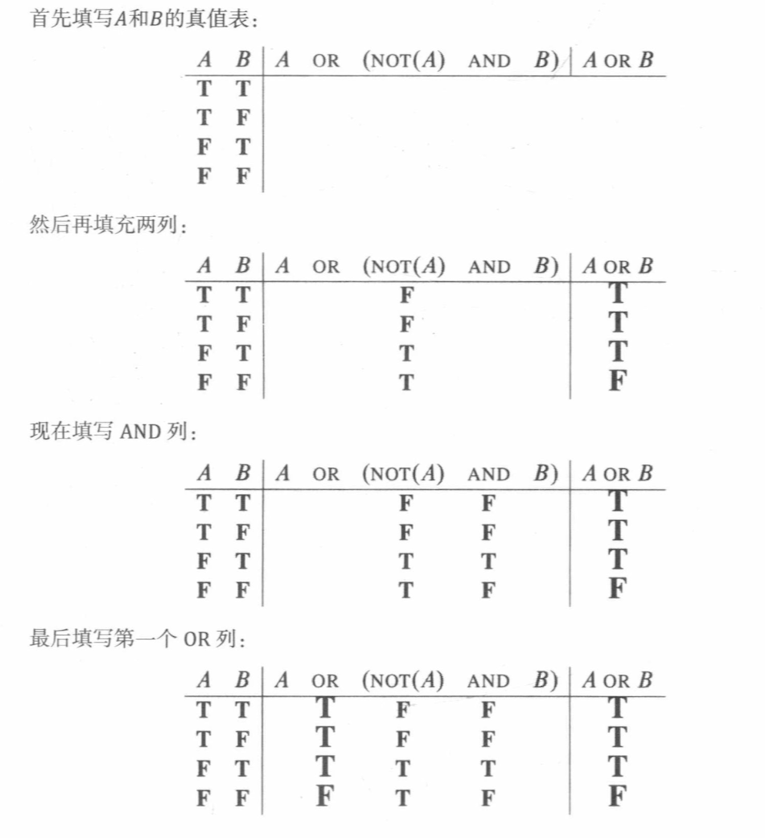 首先填写A和B的真值表：
A B A OR (NOT(A) AND B) A OR B
T T
T F
F T
F F
然后再填充两列：
A B A OR (NOT(A) AND B) A OR B
T T F T
T F F T
F T T T
F F T F
现在填写 AND 列：
A B A OR (NOT(A) AND B) A OR B
T T F F T
T F F F T
F T T T T
F F T F F
最后填写第一个 OR 列：
A B A OR (NOT(A) AND B) A OR B
T T T F F T
T F T F F T
F T T T T T
F F F T F F